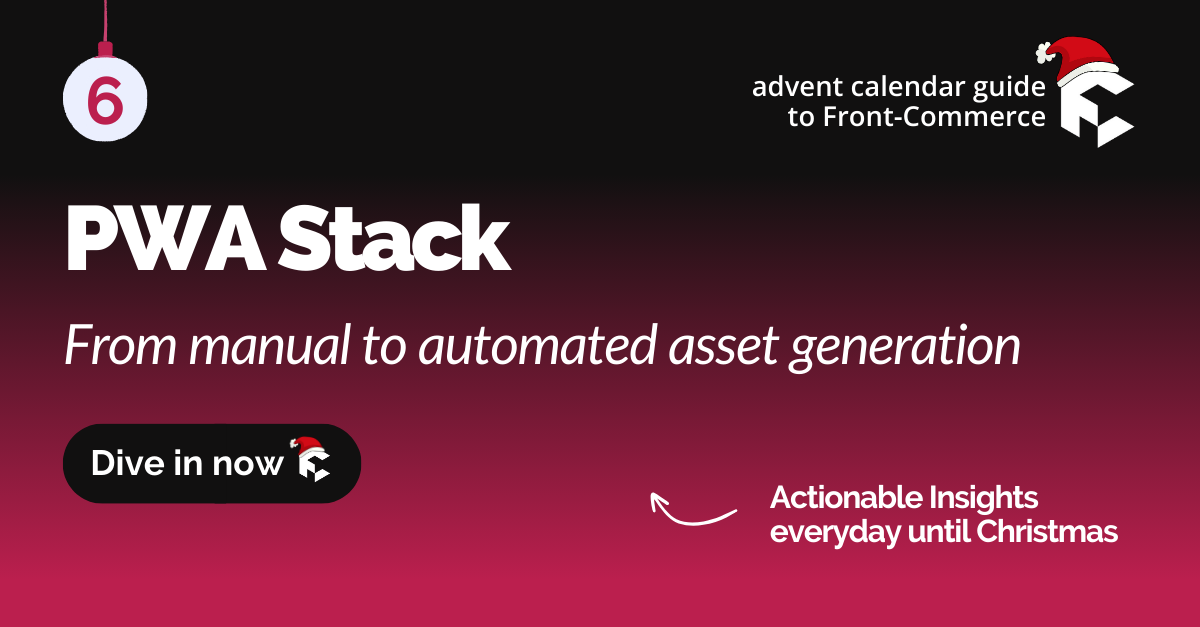 6
advent calendar guide
to Front-Commerce
PWA Stack
From manual to automated asset generation
Dive in now
Actionable Insights
everyday until Christmas